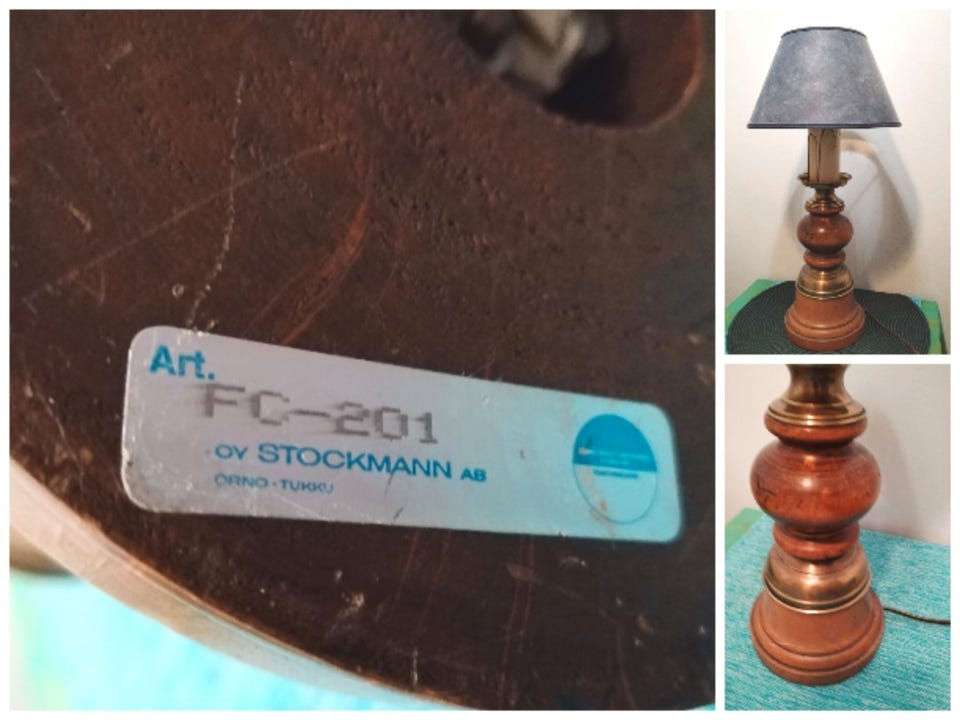 Art.
FC-201
OY STOCKMANN AB
ORNO-TUKKU